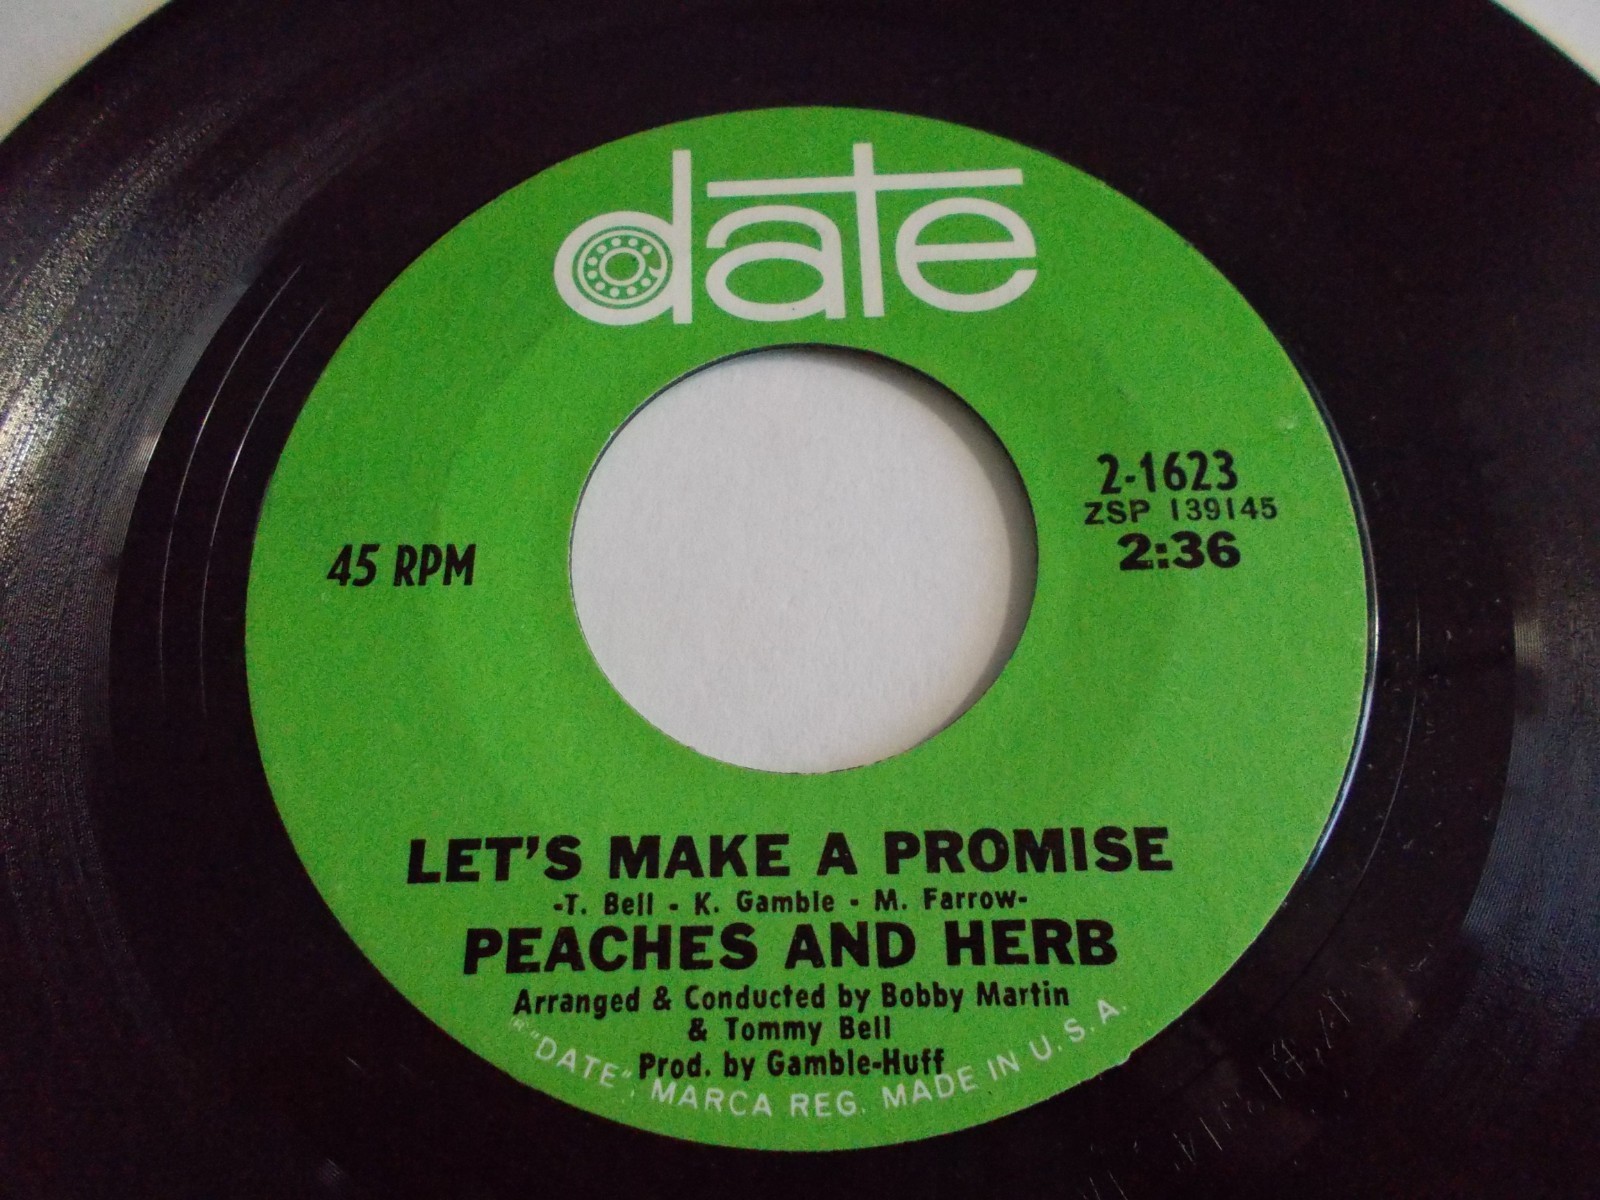 date
2-1623
ZSP 139145
2:36
45 RPM
LET'S MAKE A PROMISE
-T. Bell - K. Gamble - M. Farrow-
PEACHES AND HERB
Arranged & Conducted by Bobby Martin
& Tommy Bell
Prod. by Gamble-Huff
"DATE", MARCA REG. MADE IN U.S.A.